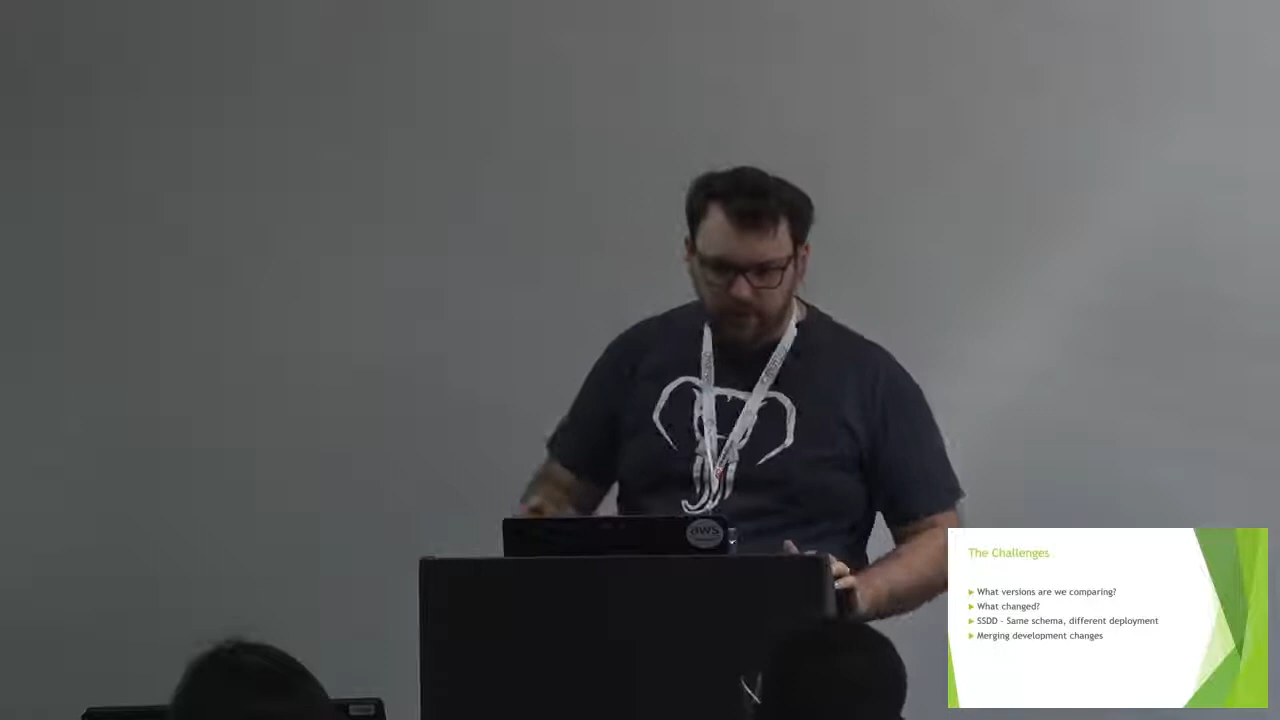 aws
The Challenges
What versions are we comparing?
What changed?
SSDD - Same schema, different deployment
Merging development changes